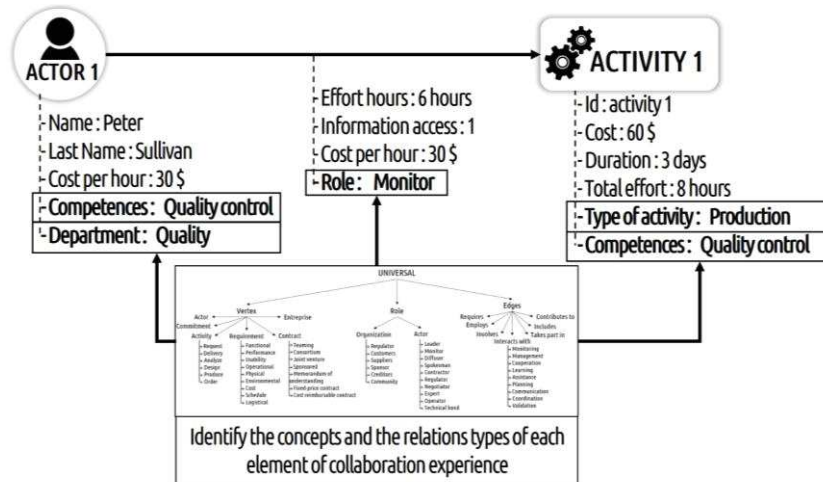 ACTOR 1
ACTIVITY 1
- Name : Peter
- Last Name : Sullivan
- Cost per hour : 30 $
- Competences : Quality control
- Department : Quality
- Effort hours : 6 hours
- Information access : 1
- Cost per hour : 30 $
- Role : Monitor
- Id : activity 1
- Cost : 60 $
- Duration : 3 days
- Total effort : 8 hours
- Type of activity : Production
- Competences : Quality control
UNIVERSAL
Vertex
Actor
Entreprise
Commitment
Activity
Requirement
Contract
Request
Delivery
Analyze
Design
Produce
Order
Functional
Performance
Usability
Operational
Physical
Environmental
Cost
Schedule
Logistical
Teaming
Consortium
Joint venture
Sponsored
Memorandum of
understanding
Fixed price contract
Cost reimbursable contract
Role
Organization
Actor
Regulator
Customers
Suppliers
Sponsor
Creditors
Community
Leader
Monitor
Diffuser
Spokesman
Contractor
Regulator
Negotiator
Expert
Operator
Technical hand
Edges
Requires
Contributes to
Employs
Includes
Involves
Takes part in
Interacts with
Monitoring
Management
Cooperation
Learning
Assistance
Planning
Communication
Coordination
Validation
Identify the concepts and the relations types of each
element of collaboration experience